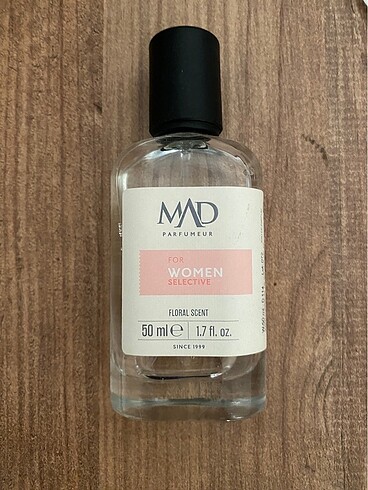 MAD
PARFUMEUR
FOR
WOMEN
SELECTIVE
FLORAL SCENT
50 ml ℮ 1.7 fl. oz.
SINCE 1999